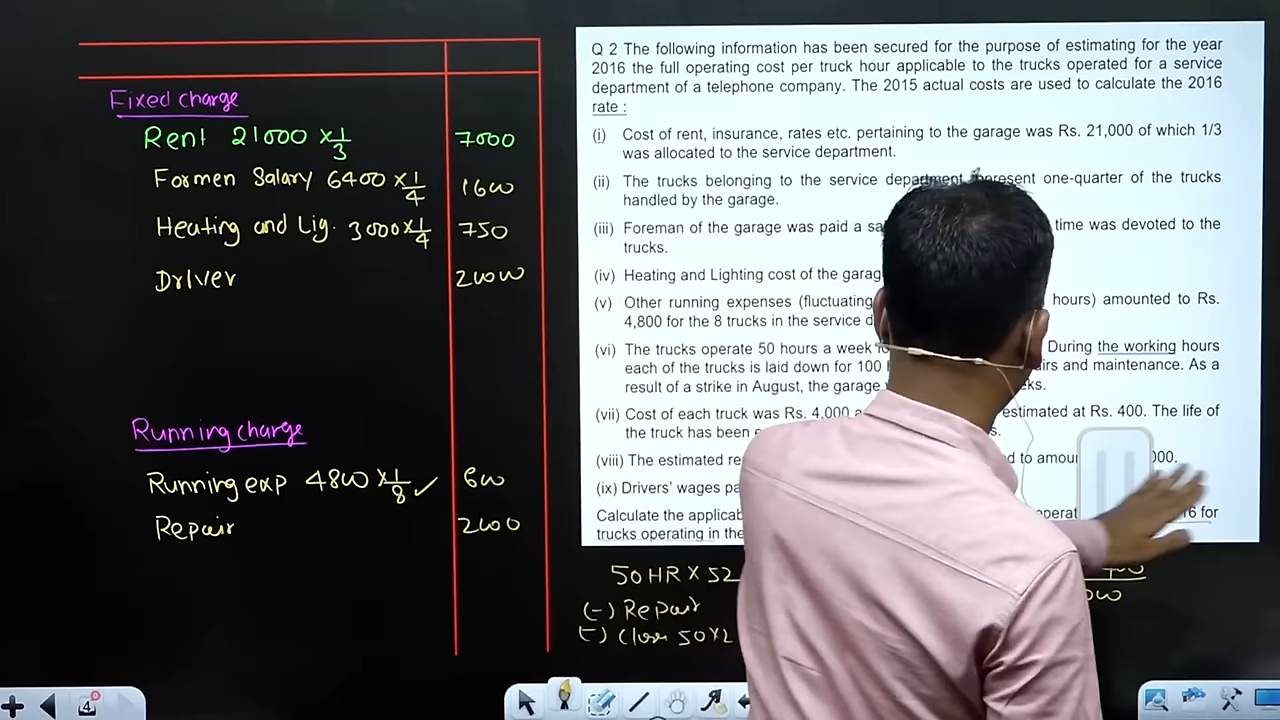 Fixed charge
Rent 21000 × 1/3 7000
Formen Salary 6400 × 1/4 1600
Heating and Lig. 3000 × 1/4 750
Driver 2400
Running charge
Running exp 4800 × 1/8 ✓ 600
Repair 2400
Q 2 The following information has been secured for the purpose of estimating for the year
2016 the full operating cost per truck hour applicable to the trucks operated for a service
department of a telephone company. The 2015 actual costs are used to calculate the 2016
rate :
(i) Cost of rent, insurance, rates etc. pertaining to the garage was Rs. 21,000 of which 1/3
was allocated to the service department.
(ii) The trucks belonging to the service department represent one-quarter of the trucks
handled by the garage.
(iii) Foreman of the garage was paid a time was devoted to the
trucks.
(iv) Heating and Lighting cost of the
(v) Other running expenses (fluctuating hours) amounted to Rs.
4,800 for the 8 trucks in the service
(vi) The trucks operate 50 hours a week During the working hours
each of the trucks is laid down for 100 and maintenance. As a
result of a strike in August, the garage
(vii) Cost of each truck was Rs. 4,000 estimated at Rs. 400. The life of
the truck has been
(viii) The estimated to
(ix) Drivers' wages
Calculate the for
trucks operating in the
50 HR × 52
(-) Repair
(-) Close 50×2
4